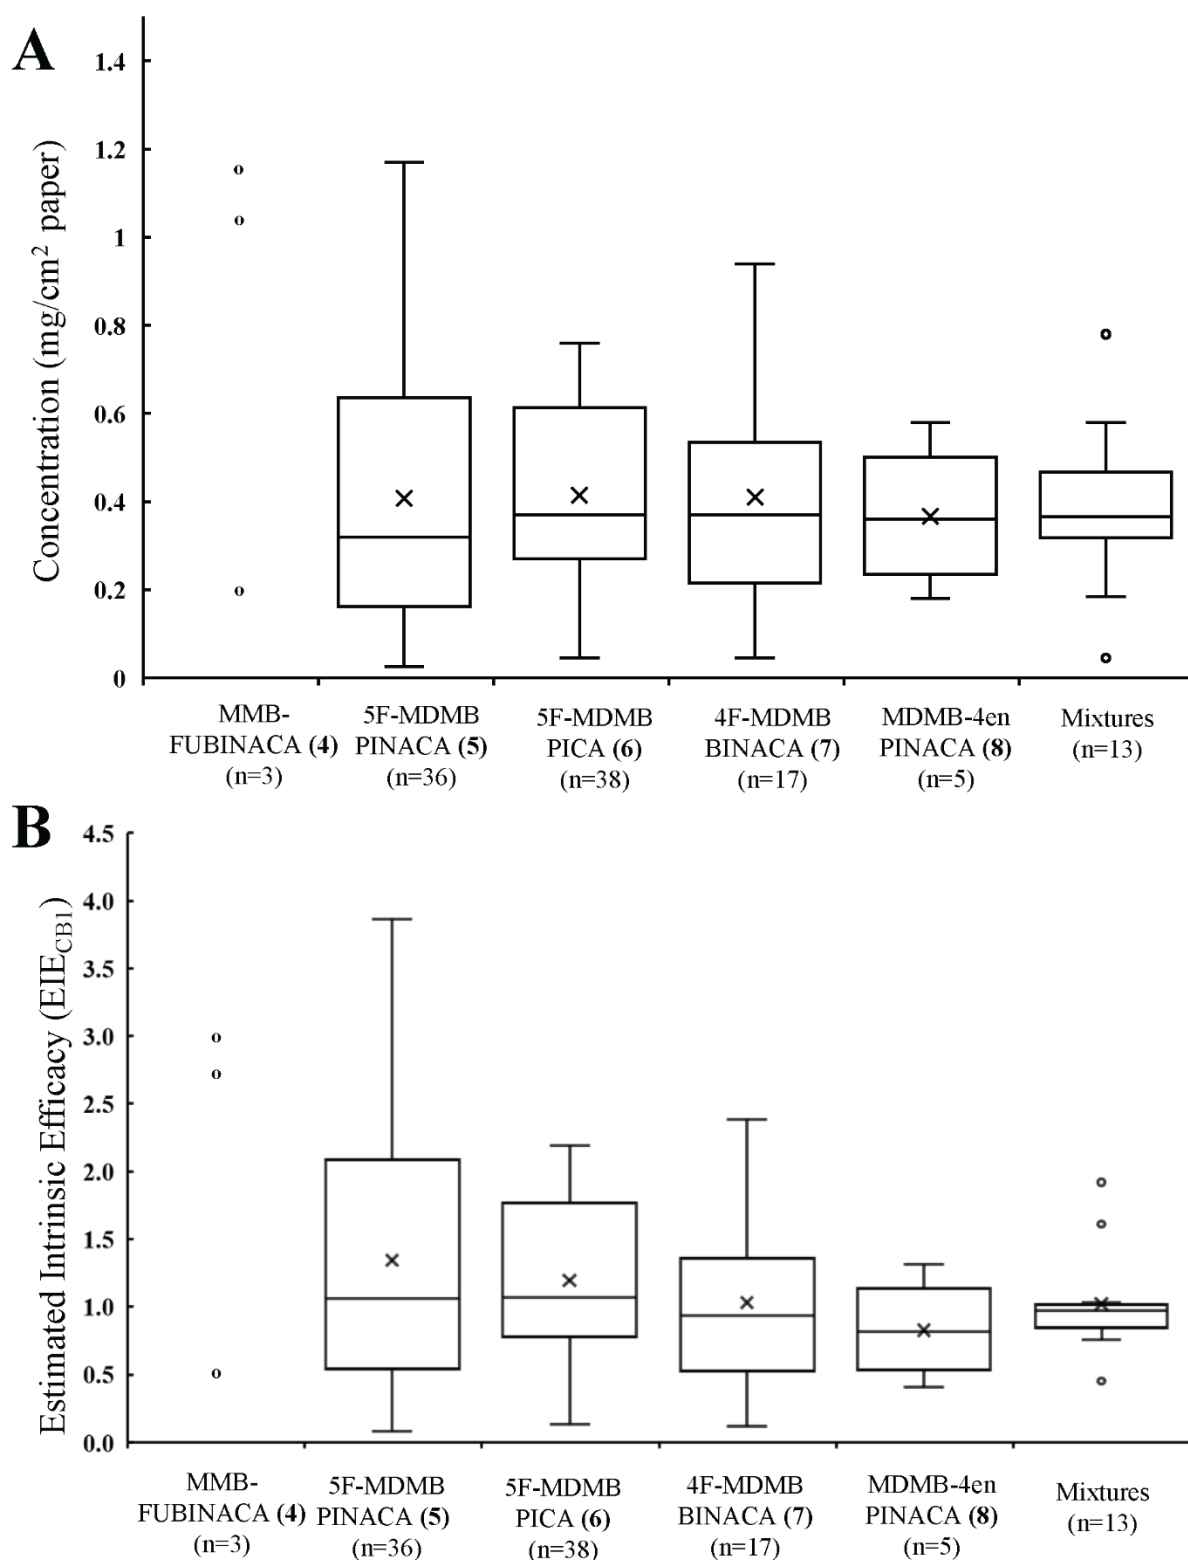 A
Concentration (mg/cm² paper)
1.4
1.2
1
0.8
0.6
0.4
0.2
0
MMB-
FUBINACA (4)
(n=3)
5F-MDMB
PINACA (5)
(n=36)
5F-MDMB
PICA (6)
(n=38)
4F-MDMB
BINACA (7)
(n=17)
MDMB-4en
PINACA (8)
(n=5)
Mixtures
(n=13)
B
Estimated Intrinsic Efficacy (EIE_CB1)
4.5
4.0
3.5
3.0
2.5
2.0
1.5
1.0
0.5
0.0
MMB-
FUBINACA (4)
(n=3)
5F-MDMB
PINACA (5)
(n=36)
5F-MDMB
PICA (6)
(n=38)
4F-MDMB
BINACA (7)
(n=17)
MDMB-4en
PINACA (8)
(n=5)
Mixtures
(n=13)